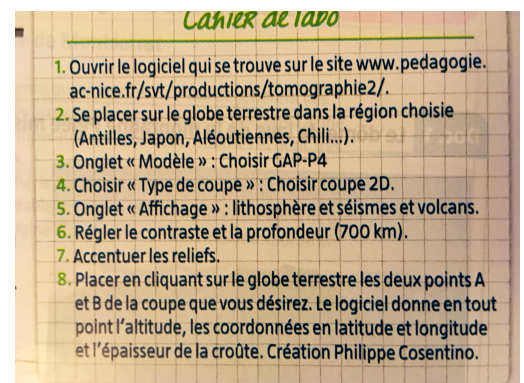 Cahier de labo
1. Ouvrir le logiciel qui se trouve sur le site www.pedagogie.
ac-nice.fr/svt/productions/tomographie2/.
2. Se placer sur le globe terrestre dans la région choisie
(Antilles, Japon, Aléoutiennes, Chili...).
3. Onglet « Modèle » : Choisir GAP-P4
4. Choisir « Type de coupe » : Choisir coupe 2D.
5. Onglet « Affichage » : lithosphère et séismes et volcans.
6. Régler le contraste et la profondeur (700 km).
7. Accentuer les reliefs.
8. Placer en cliquant sur le globe terrestre les deux points A
et B de la coupe que vous désirez. Le logiciel donne en tout
point l'altitude, les coordonnées en latitude et longitude
et l'épaisseur de la croûte. Création Philippe Cosentino.